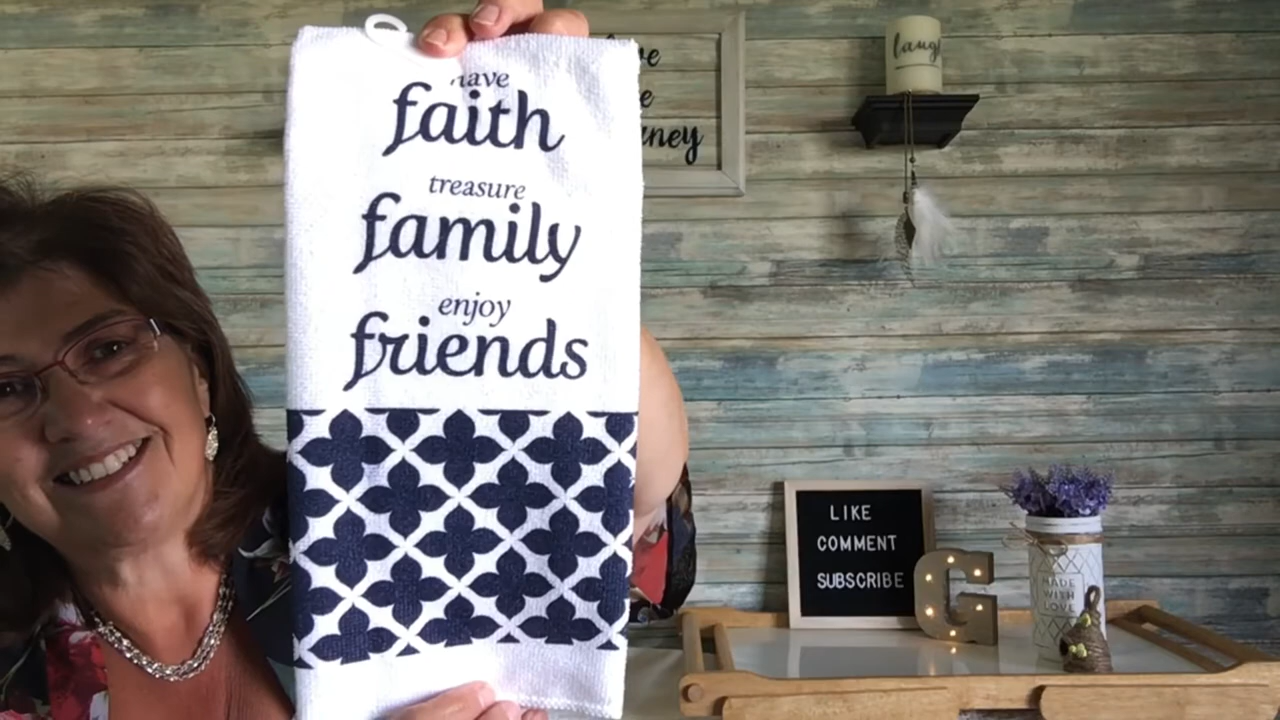 have
faith
treasure
family
enjoy
friends
laugh
LIKE
COMMENT
SUBSCRIBE
G
MADE
WITH
LOVE